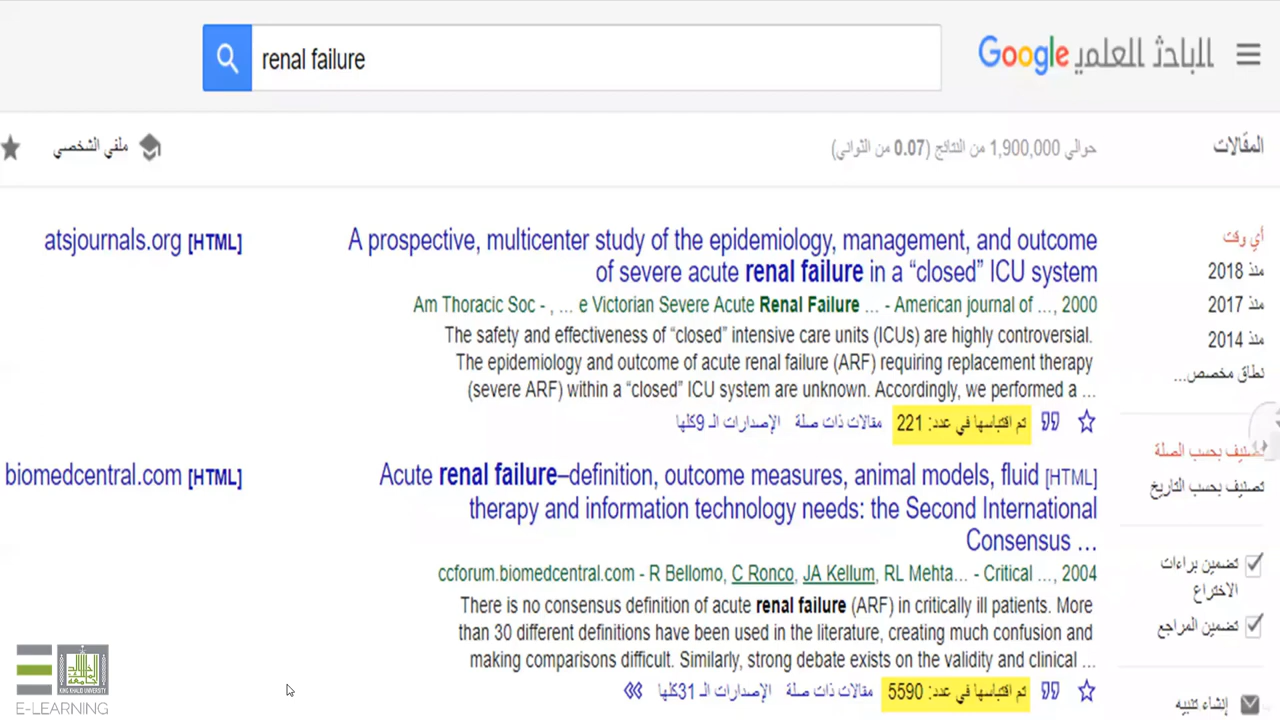 renal failure
Google الباحث العلمي
المقالات
حوالي 1,900,000 من النتائج (0.07 من الثواني)
ملفي الشخصي
أي وقت
منذ 2018
منذ 2017
منذ 2014
نطاق مخصص...
تصنيف بحسب الصلة
تصنيف بحسب التاريخ
تضمين براءات
الاختراع
تضمين المراجع
إنشاء تنبيه
A prospective, multicenter study of the epidemiology, management, and outcome
of severe acute renal failure in a “closed” ICU system
Am Thoracic Soc - , ... e Victorian Severe Acute Renal Failure ... - American journal of ..., 2000
The safety and effectiveness of “closed” intensive care units (ICUs) are highly controversial.
The epidemiology and outcome of acute renal failure (ARF) requiring replacement therapy
(severe ARF) within a “closed” ICU system are unknown. Accordingly, we performed a ...
تم اقتباسها في عدد: 221 مقالات ذات صلة الإصدارات الـ 9كلها
atsjournals.org [HTML]
Acute renal failure–definition, outcome measures, animal models, fluid [HTML]
therapy and information technology needs: the Second International
Consensus ...
ccforum.biomedcentral.com - R Bellomo, C Ronco, JA Kellum, RL Mehta... - Critical ..., 2004
There is no consensus definition of acute renal failure (ARF) in critically ill patients. More
than 30 different definitions have been used in the literature, creating much confusion and
making comparisons difficult. Similarly, strong debate exists on the validity and clinical ...
تم اقتباسها في عدد: 5590 مقالات ذات صلة الإصدارات الـ 31كلها
biomedcentral.com [HTML]
KING KHALID UNIVERSITY
E-LEARNING